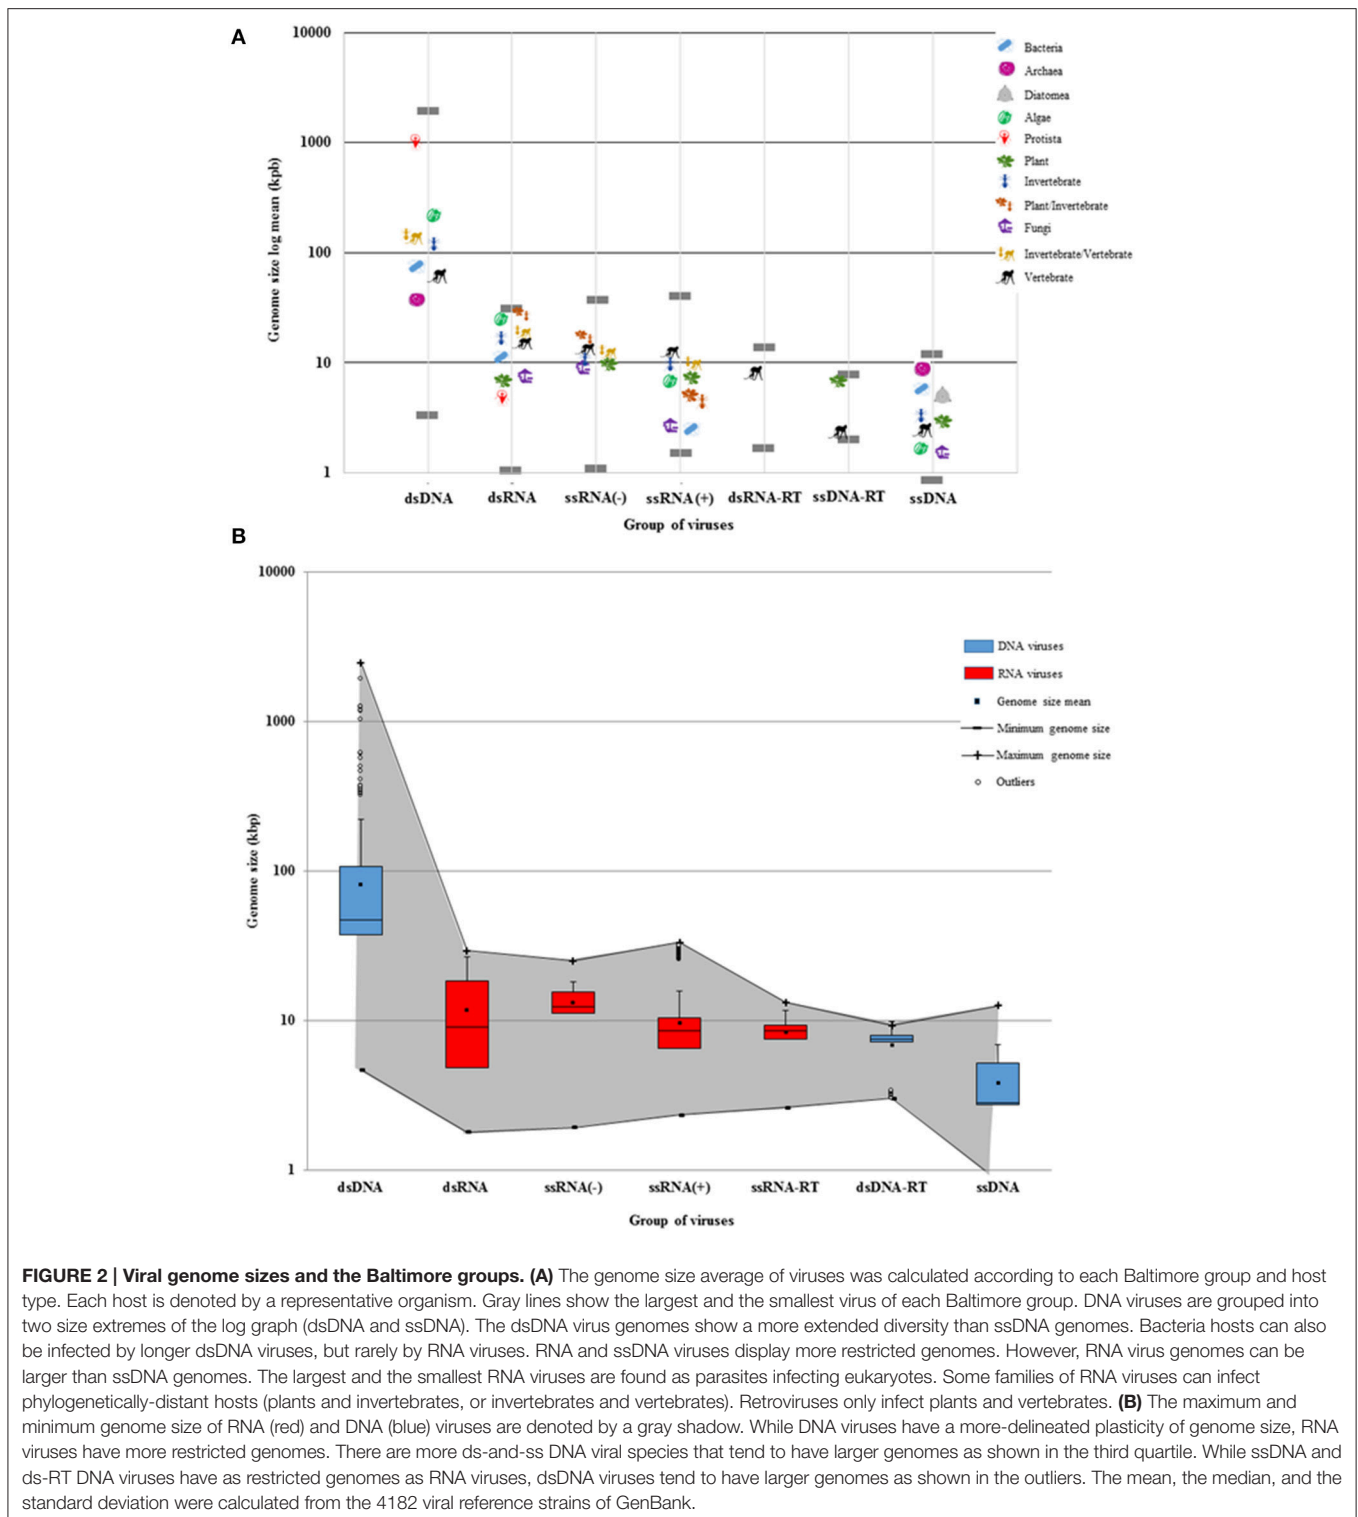 A
10000
1000
100
10
1
Genome size log mean (kpb)
Bacteria
Archaea
Diatomea
Algae
Protista
Plant
Invertebrate
Plant/Invertebrate
Fungi
Invertebrate/Vertebrate
Vertebrate
dsDNA dsRNA ssRNA(-) ssRNA(+) dsRNA-RT ssDNA-RT ssDNA
Group of viruses
B
10000
1000
100
10
1
Genome size (kbp)
DNA viruses
RNA viruses
Genome size mean
Minimum genome size
Maximum genome size
Outliers
dsDNA dsRNA ssRNA(-) ssRNA(+) ssRNA-RT dsDNA-RT ssDNA
Group of viruses
FIGURE 2 | Viral genome sizes and the Baltimore groups. (A) The genome size average of viruses was calculated according to each Baltimore group and host
type. Each host is denoted by a representative organism. Gray lines show the largest and the smallest virus of each Baltimore group. DNA viruses are grouped into
two size extremes of the log graph (dsDNA and ssDNA). The dsDNA virus genomes show a more extended diversity than ssDNA genomes. Bacteria hosts can also
be infected by longer dsDNA viruses, but rarely by RNA viruses. RNA and ssDNA viruses display more restricted genomes. However, RNA virus genomes can be
larger than ssDNA genomes. The largest and the smallest RNA viruses are found as parasites infecting eukaryotes. Some families of RNA viruses can infect
phylogenetically-distant hosts (plants and invertebrates, or invertebrates and vertebrates). Retroviruses only infect plants and vertebrates. (B) The maximum and
minimum genome size of RNA (red) and DNA (blue) viruses are denoted by a gray shadow. While DNA viruses have a more-delineated plasticity of genome size, RNA
viruses have more restricted genomes. There are more ds-and-ss DNA viral species that tend to have larger genomes as shown in the third quartile. While ssDNA and
ds-RT DNA viruses have as restricted genomes as RNA viruses, dsDNA viruses tend to have larger genomes as shown in the outliers. The mean, the median, and the
standard deviation were calculated from the 4182 viral reference strains of GenBank.